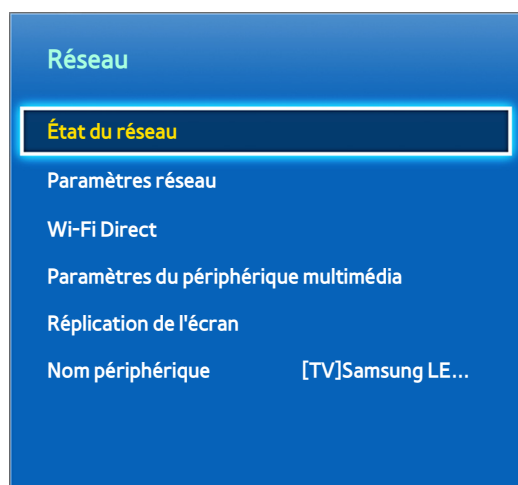 Réseau
État du réseau
Paramètres réseau
Wi-Fi Direct
Paramètres du périphérique multimédia
Réplication de l'écran
Nom périphérique [TV]Samsung LE...